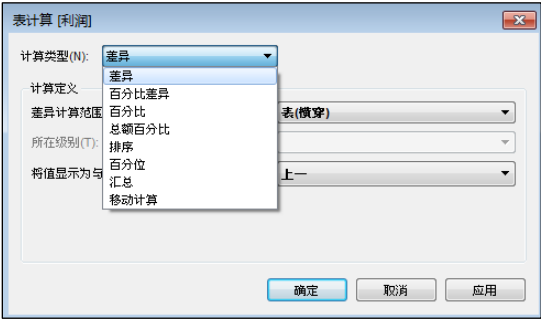 表计算 [利润]
计算类型(N): 差异
差异
计算定义
百分比差异
差异计算范围 百分比 表(横穿)
总额百分比
所在级别(T): 排序
百分位
将值显示为与 上一
汇总
移动计算
确定 取消 应用